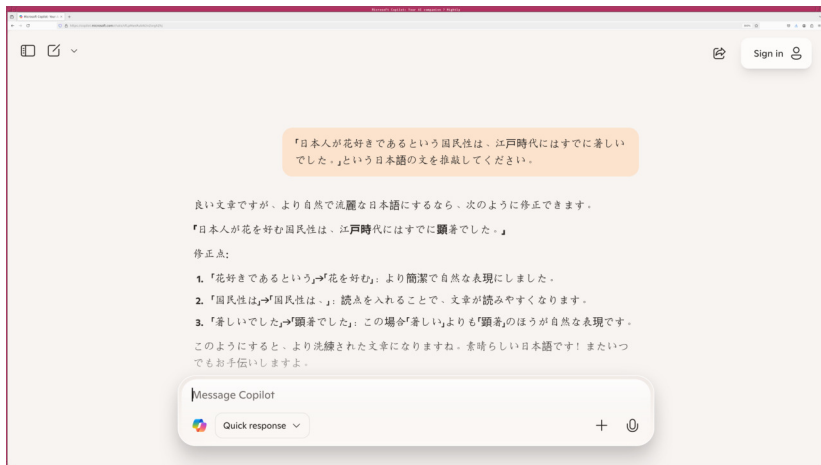 Microsoft Copilot: Your AI companion | Nightly
Sign in
「日本人が花好きであるという国民性は、江戸時代にはすでに著しい
でした。」という日本語の文を推敲してください。
良い文章ですが、より自然で流麗な日本語にするなら、次のように修正できます。
「日本人が花を好む国民性は、江戸時代にはすでに顕著でした。」
修正点:
1. 「花好きであるという」→「花を好む」: より簡潔で自然な表現にしました。
2. 「国民性は」→「国民性は、」: 読点を入れることで、文章が読みやすくなります。
3. 「著しいでした」→「顕著でした」: この場合「著しい」よりも「顕著」のほうが自然な表現です。
このようにすると、より洗練された文章になりますね。素晴らしい日本語です！またいつ
でもお手伝いしますよ。
Message Copilot
Quick response